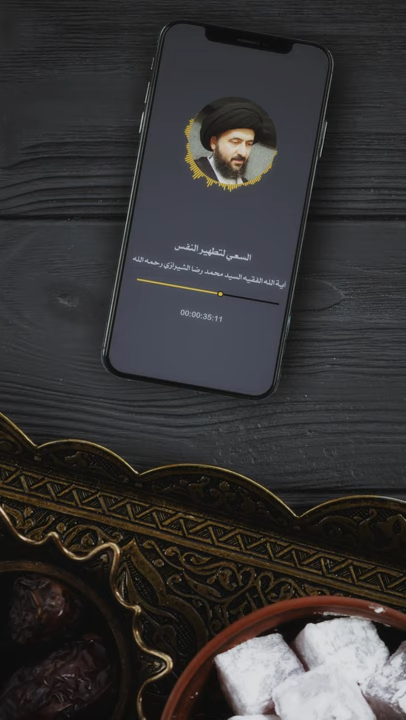 السعي لتطهير النفس
آية الله الفقيه السيد محمد رضا الشيرازي رحمه الله
00:00:35:11